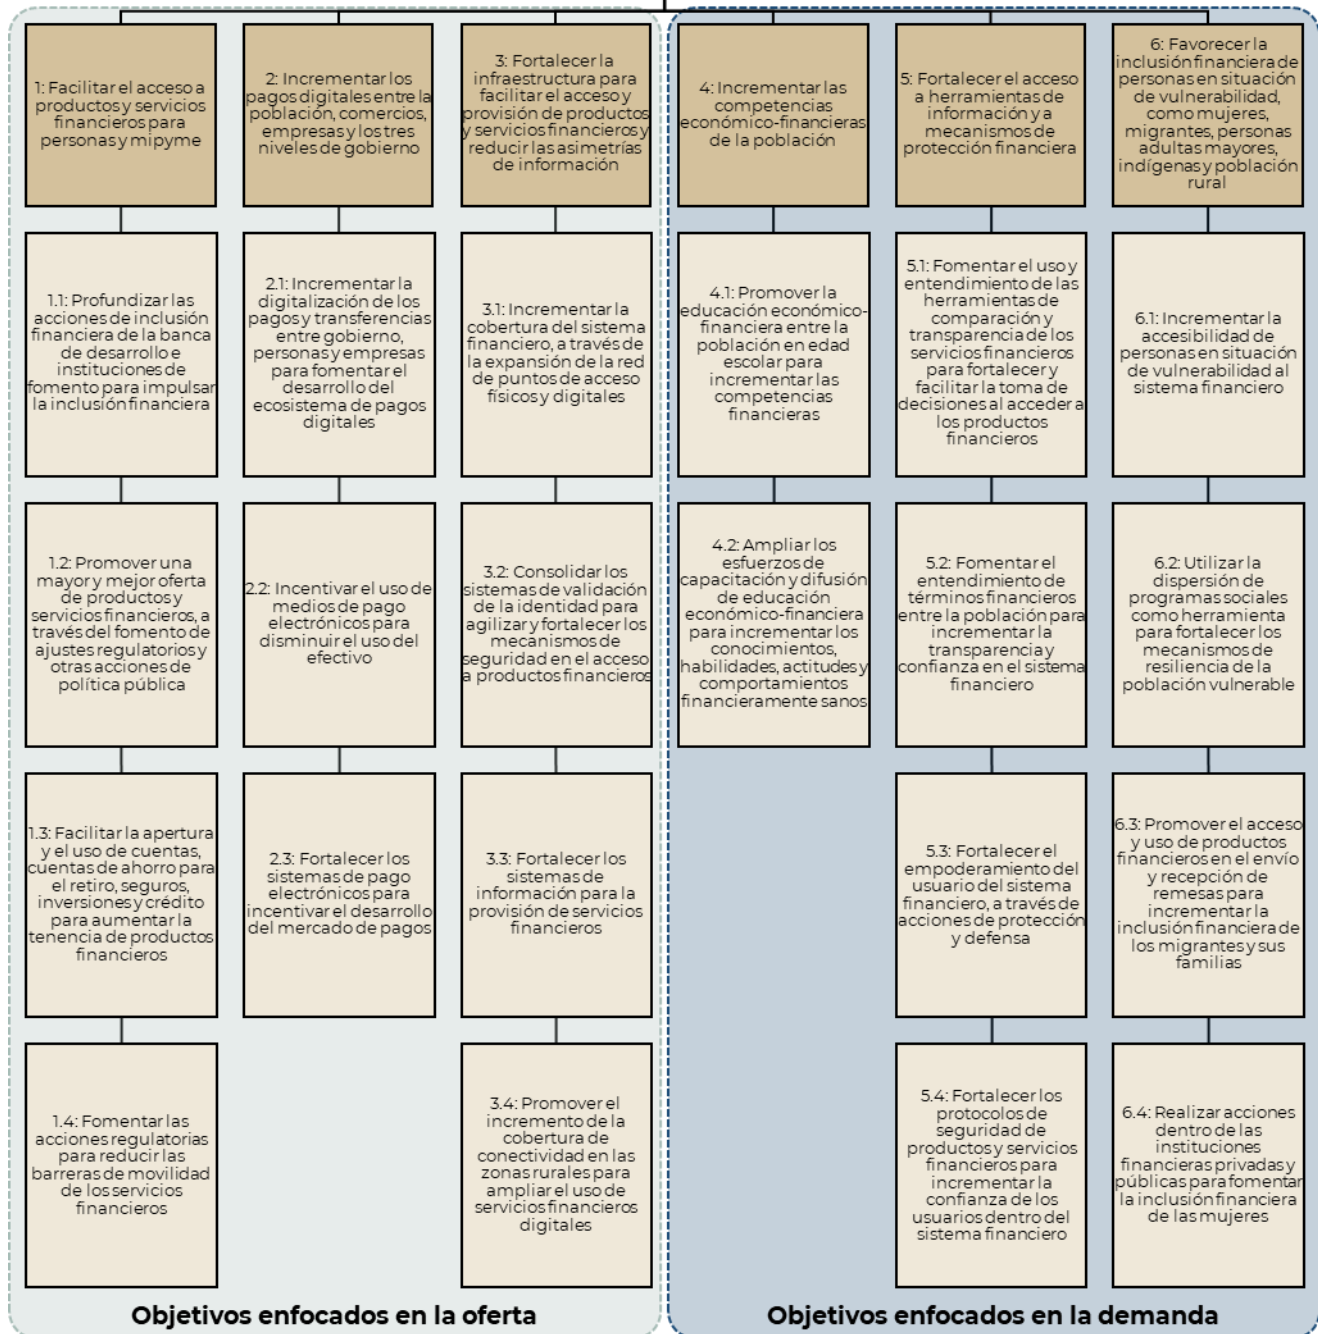 1: Facilitar el acceso a
productos y servicios
financieros para
personas y mipyme
2: Incrementar los
pagos digitales entre la
población, comercios,
empresas y los tres
niveles de gobierno
3: Fortalecer la
infraestructura para
facilitar el acceso y
provisión de productos
y servicios financieros y
reducir las asimetrías
de información
4: Incrementar las
competencias
económico-financieras
de la población
5: Fortalecer el acceso
a herramientas de
información y a
mecanismos de
protección financiera
6: Favorecer la
inclusión financiera de
personas en situación
de vulnerabilidad,
como mujeres,
migrantes, personas
adultas mayores,
indígenas y población
rural
1.1: Profundizar las
acciones de inclusión
financiera de la banca
de desarrollo e
instituciones de
fomento para impulsar
la inclusión financiera
2.1: Incrementar la
digitalización de los
pagos y transferencias
entre gobierno,
personas y empresas
para fomentar el
desarrollo del
ecosistema de pagos
digitales
3.1: Incrementar la
cobertura del sistema
financiero, a través de
la expansión de la red
de puntos de acceso
físicos y digitales
4.1: Promover la
educación económico-
financiera entre la
población en edad
escolar para
incrementar las
competencias
financieras
5.1: Fomentar el uso y
entendimiento de las
herramientas de
comparación y
transparencia de los
servicios financieros
para fortalecer y
facilitar la toma de
decisiones al acceder a
los productos
financieros
6.1: Incrementar la
accesibilidad de
personas en situación
de vulnerabilidad al
sistema financiero
1.2: Promover una
mayor y mejor oferta
de productos y
servicios financieros, a
través del fomento de
ajustes regulatorios y
otras acciones de
política pública
2.2: Incentivar el uso de
medios de pago
electrónicos para
disminuir el uso del
efectivo
3.2: Consolidar los
sistemas de validación
de la identidad para
agilizar y fortalecer los
mecanismos de
seguridad en el acceso
a productos financieros
4.2: Ampliar los
esfuerzos de
capacitación y difusión
de educación
económico-financiera
para incrementar los
conocimientos,
habilidades, actitudes y
comportamientos
financieramente sanos
5.2: Fomentar el
entendimiento de
términos financieros
entre la población para
incrementar la
transparencia y
confianza en el sistema
financiero
6.2: Utilizar la
dispersión de
programas sociales
como herramienta
para fortalecer los
mecanismos de
resiliencia de la
población vulnerable
1.3: Facilitar la apertura
y el uso de cuentas,
cuentas de ahorro para
el retiro, seguros,
inversiones y crédito
para aumentar la
tenencia de productos
financieros
2.3: Fortalecer los
sistemas de pago
electrónicos para
incentivar el desarrollo
del mercado de pagos
3.3: Fortalecer los
sistemas de
información para la
provisión de servicios
financieros
5.3: Fortalecer el
empoderamiento del
usuario del sistema
financiero, a través de
acciones de protección
y defensa
6.3: Promover el acceso
y uso de productos
financieros en el envío
y recepción de
remesas para
incrementar la
inclusión financiera de
los migrantes y sus
familias
1.4: Fomentar las
acciones regulatorias
para reducir las
barreras de movilidad
de los servicios
financieros
3.4: Promover el
incremento de la
cobertura de
conectividad en las
zonas rurales para
ampliar el uso de
servicios financieros
digitales
5.4: Fortalecer los
protocolos de
seguridad de
productos y servicios
financieros para
incrementar la
confianza de los
usuarios dentro del
sistema financiero
6.4: Realizar acciones
dentro de las
instituciones
financieras privadas y
públicas para fomentar
la inclusión financiera
de las mujeres
Objetivos enfocados en la oferta
Objetivos enfocados en la demanda